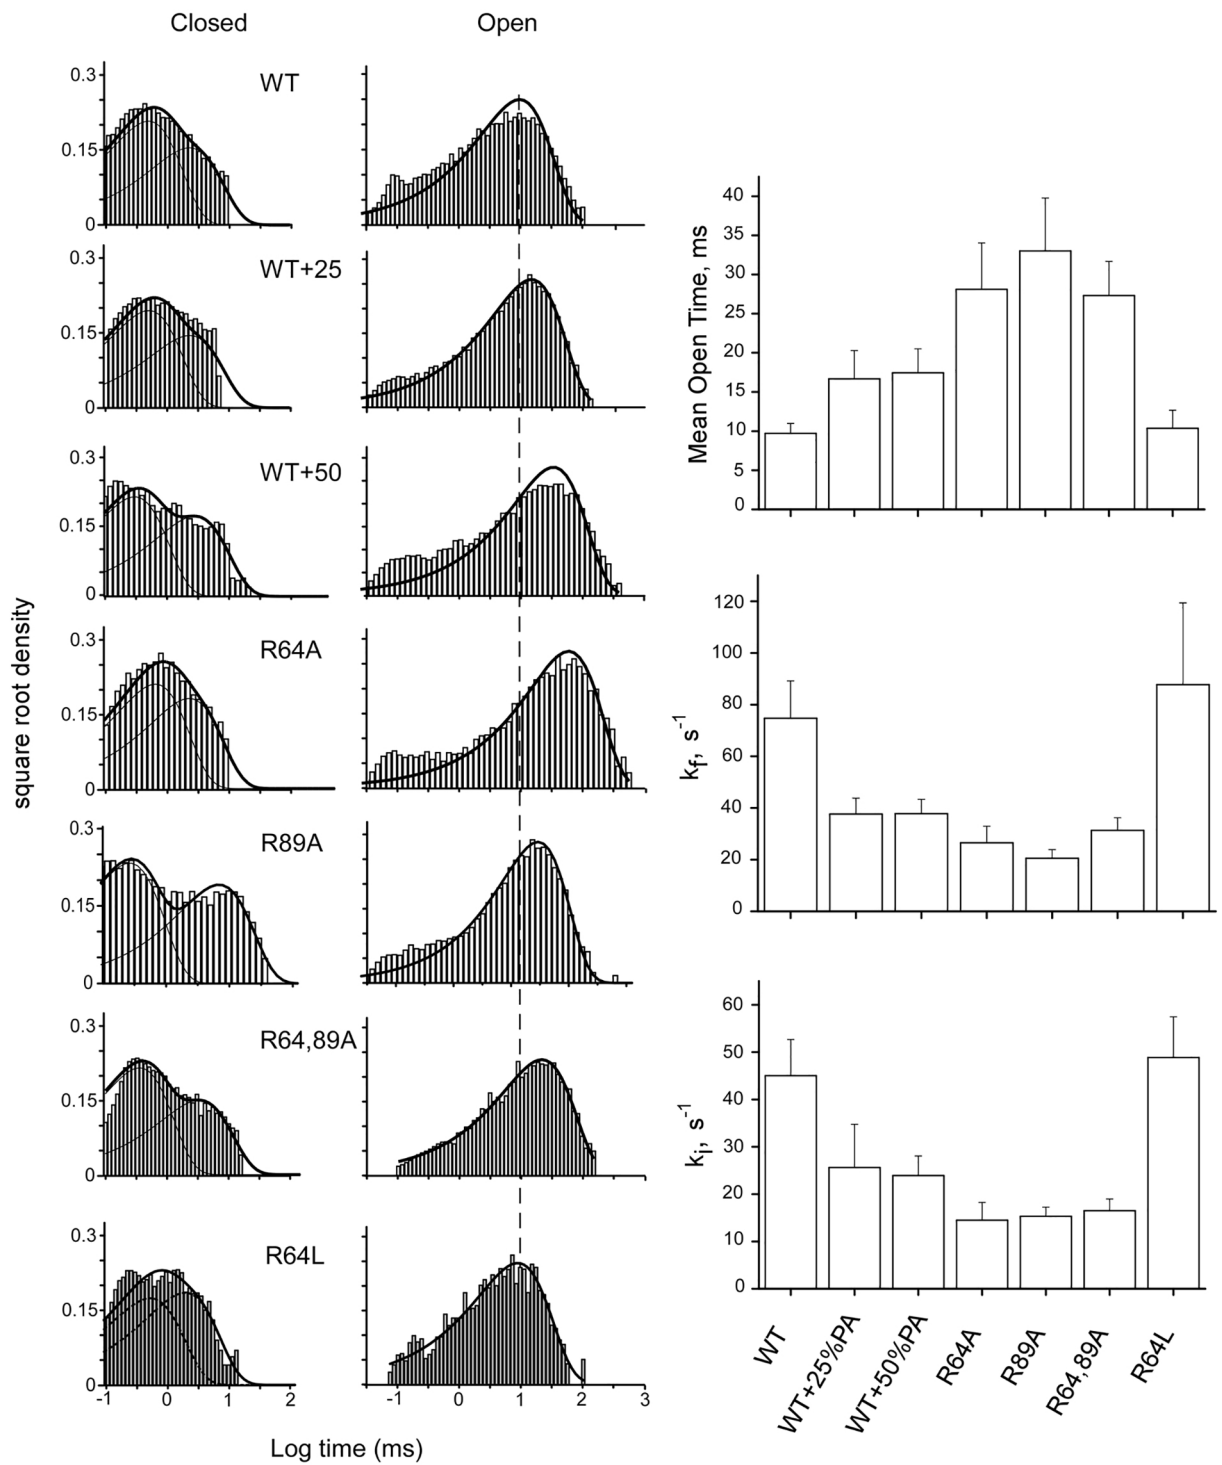 Closed
Open
WT
0.3
0.15
0
WT+25
0.3
0.15
0
WT+50
0.3
0.15
0
R64A
0.3
0.15
0
R89A
0.3
0.15
0
R64,89A
0.3
0.15
0
R64L
0.3
0.15
0
-1 0 1 2
-1 0 1 2 3
square root density
Log time (ms)
Mean Open Time, ms
40
35
30
25
20
15
10
5
0
kf, s-1
120
100
80
60
40
20
0
ki, s-1
60
50
40
30
20
10
0
WT
WT+25%PA
WT+50%PA
R64A
R89A
R64,89A
R64L